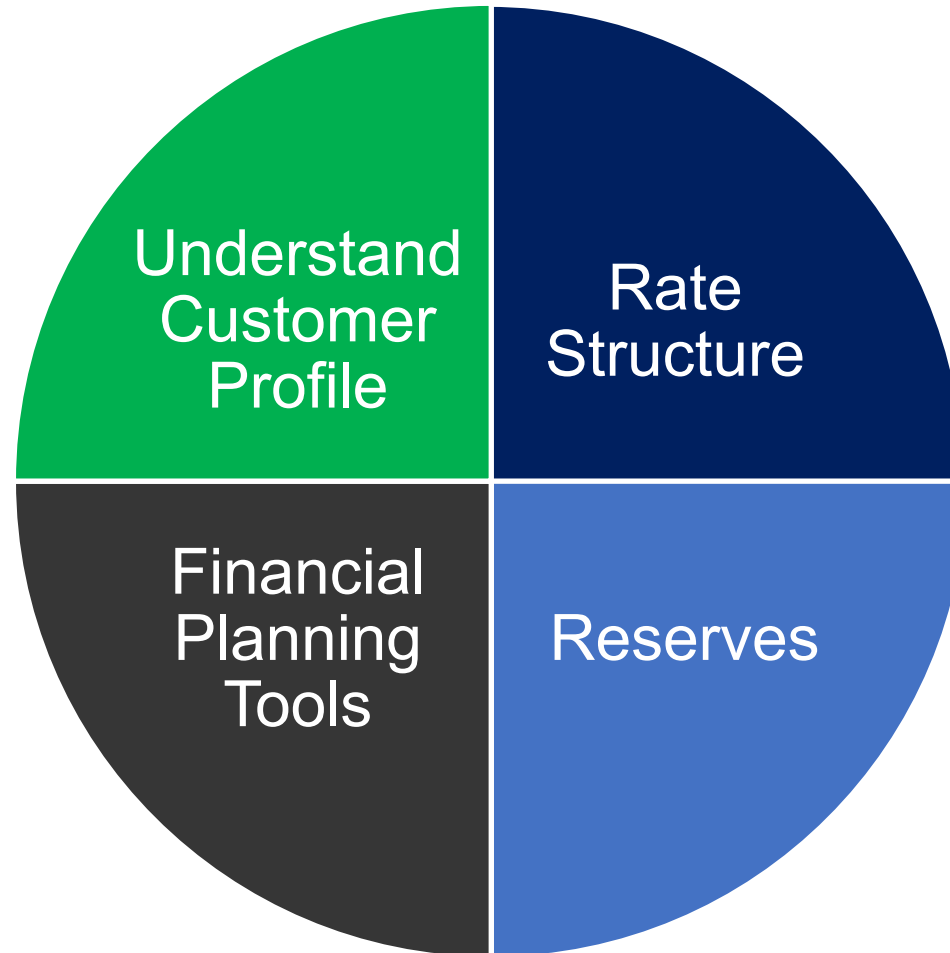 Understand
Customer
Profile
Rate
Structure
Financial
Planning
Tools
Reserves